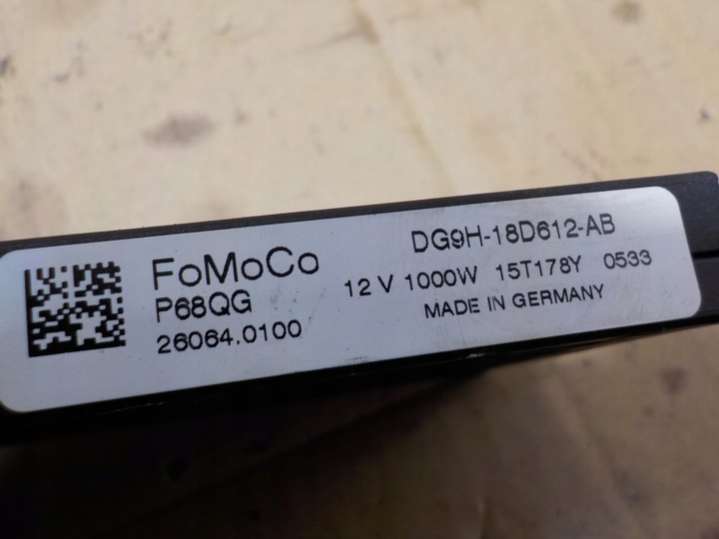 FoMoCo
P68QG
26064.0100
DG9H-18D612-AB
12 V 1000W 15T178Y 0533
MADE IN GERMANY